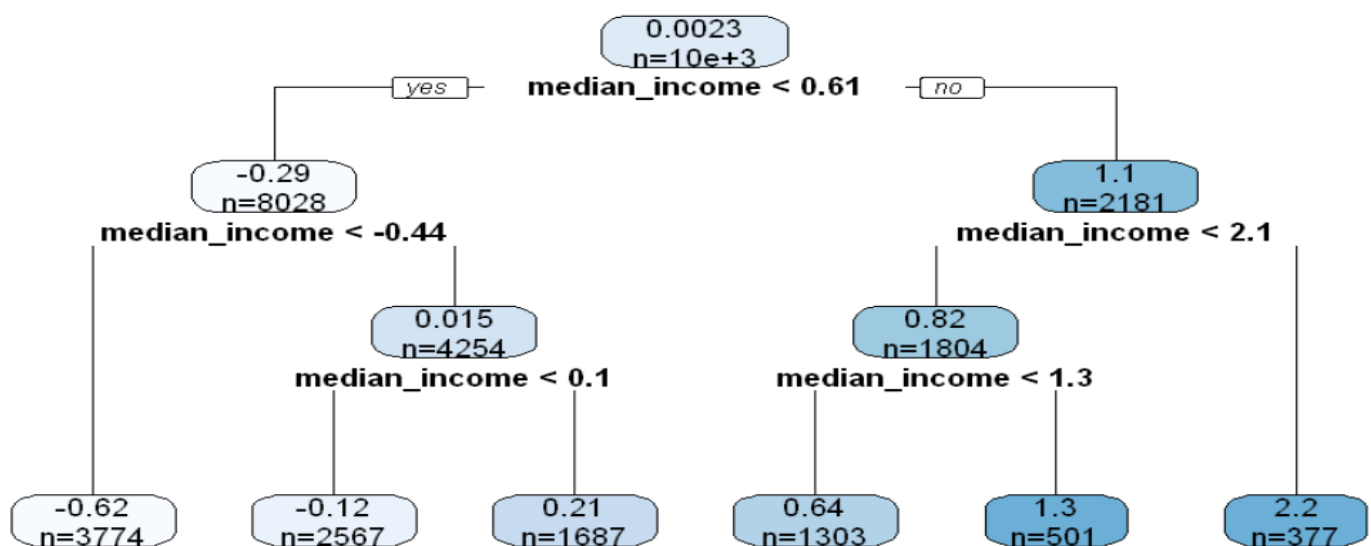 0.0023
n=10e+3
yes
median_income < 0.61
no
-0.29
n=8028
median_income < -0.44
1.1
n=2181
median_income < 2.1
0.015
n=4254
median_income < 0.1
0.82
n=1804
median_income < 1.3
-0.62
n=3774
-0.12
n=2567
0.21
n=1687
0.64
n=1303
1.3
n=501
2.2
n=377